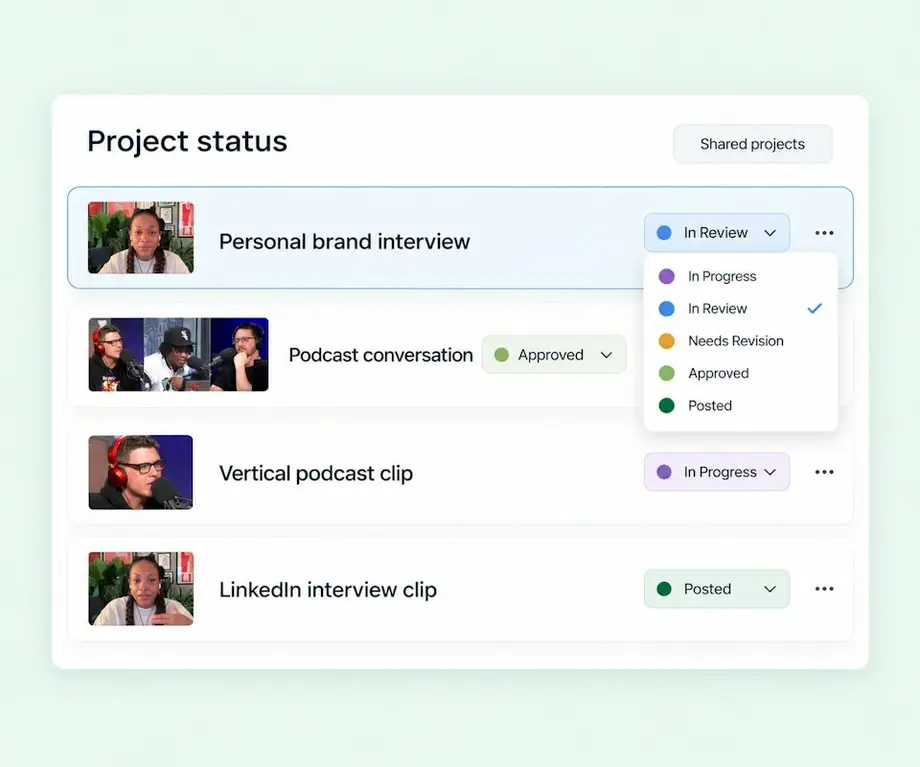 Project status
Shared projects
Personal brand interview
In Review
In Progress
In Review
Needs Revision
Approved
Posted
Podcast conversation
Approved
Vertical podcast clip
In Progress
LinkedIn interview clip
Posted